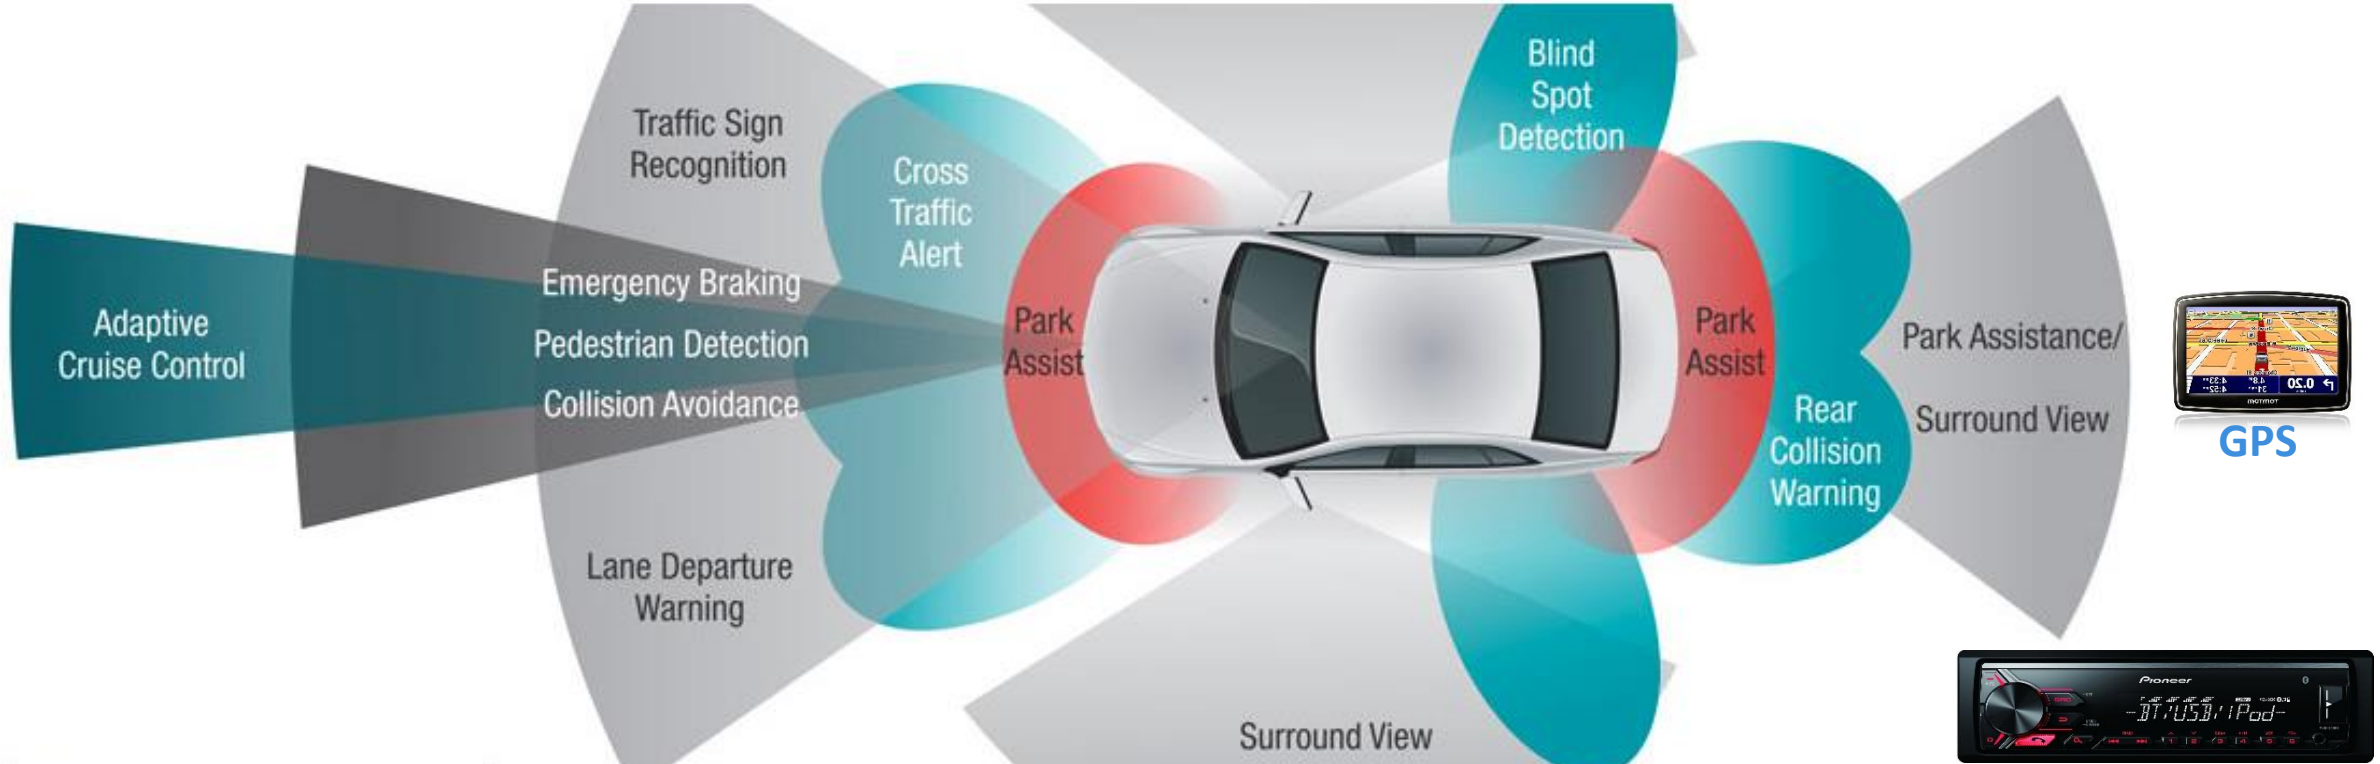 Blind
Spot
Detection
Traffic Sign
Recognition
Cross
Traffic
Alert
Emergency Braking
Pedestrian Detection
Collision Avoidance
Adaptive
Cruise Control
Park
Assist
Park
Assist
Park Assistance/
Surround View
Rear
Collision
Warning
GPS
Lane Departure
Warning
Surround View
Pioneer
BT/USB/iPod